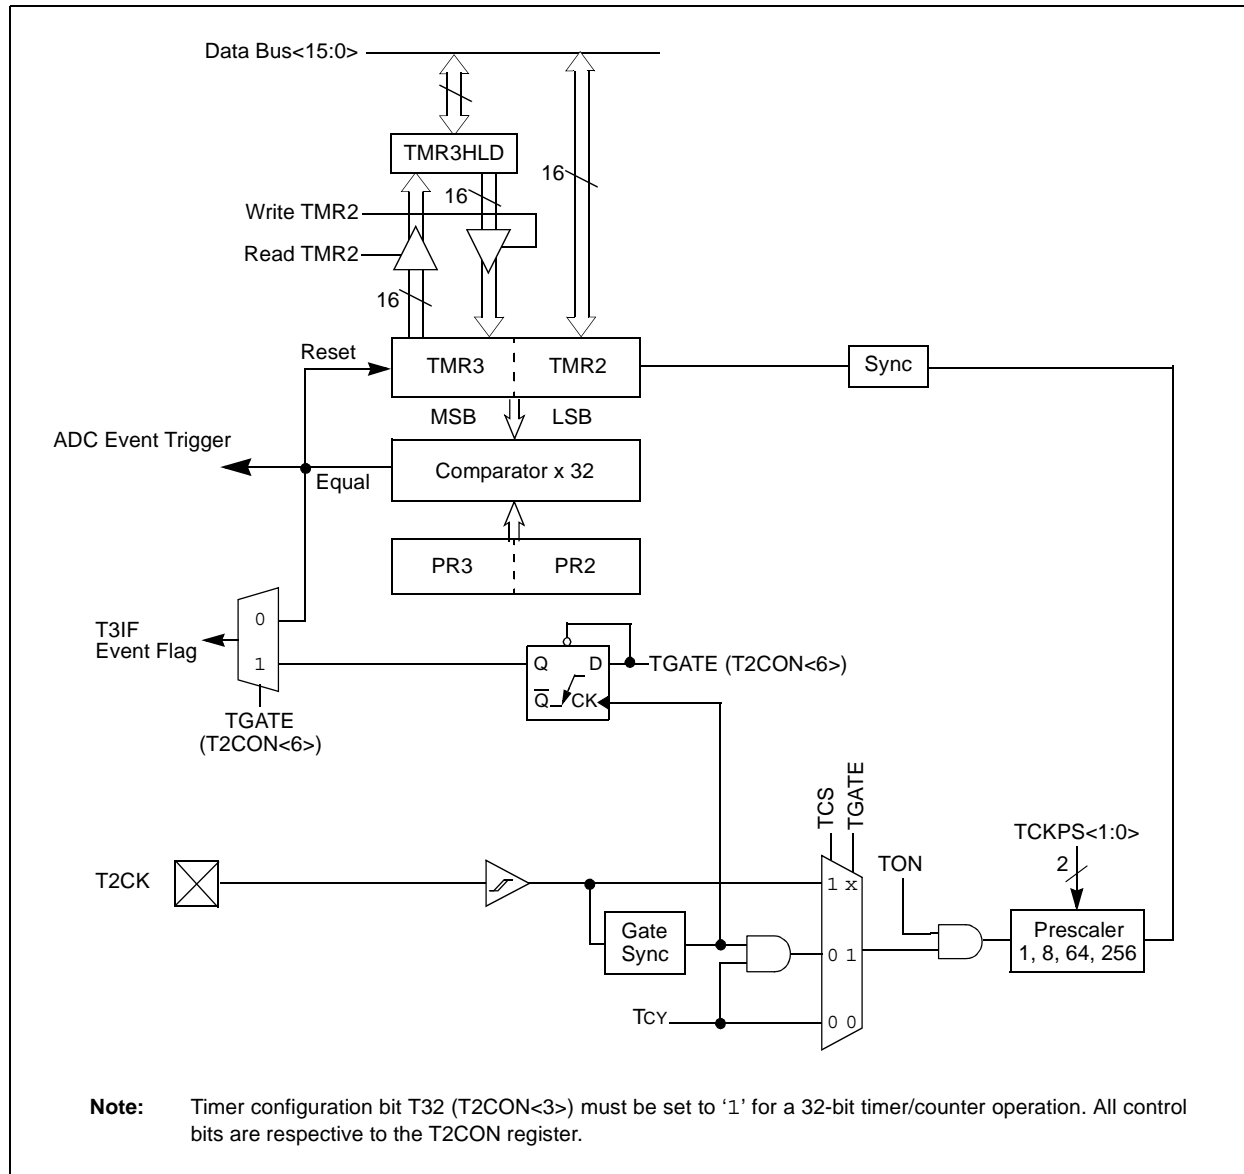 Data Bus<15:0>
TMR3HLD
16
16
Write TMR2
Read TMR2
16
Reset
TMR3
TMR2
Sync
MSB
LSB
ADC Event Trigger
Equal
Comparator x 32
PR3
PR2
0
T3IF
Event Flag
1
Q
D
TGATE (T2CON<6>)
Q̅
CK
TGATE
(T2CON<6>)
TCS
TGATE
TCKPS<1:0>
2
TON
T2CK
1 x
Gate
Sync
Prescaler
1, 8, 64, 256
0 1
TCY
0 0
Note: Timer configuration bit T32 (T2CON<3>) must be set to ‘1’ for a 32-bit timer/counter operation. All control
bits are respective to the T2CON register.